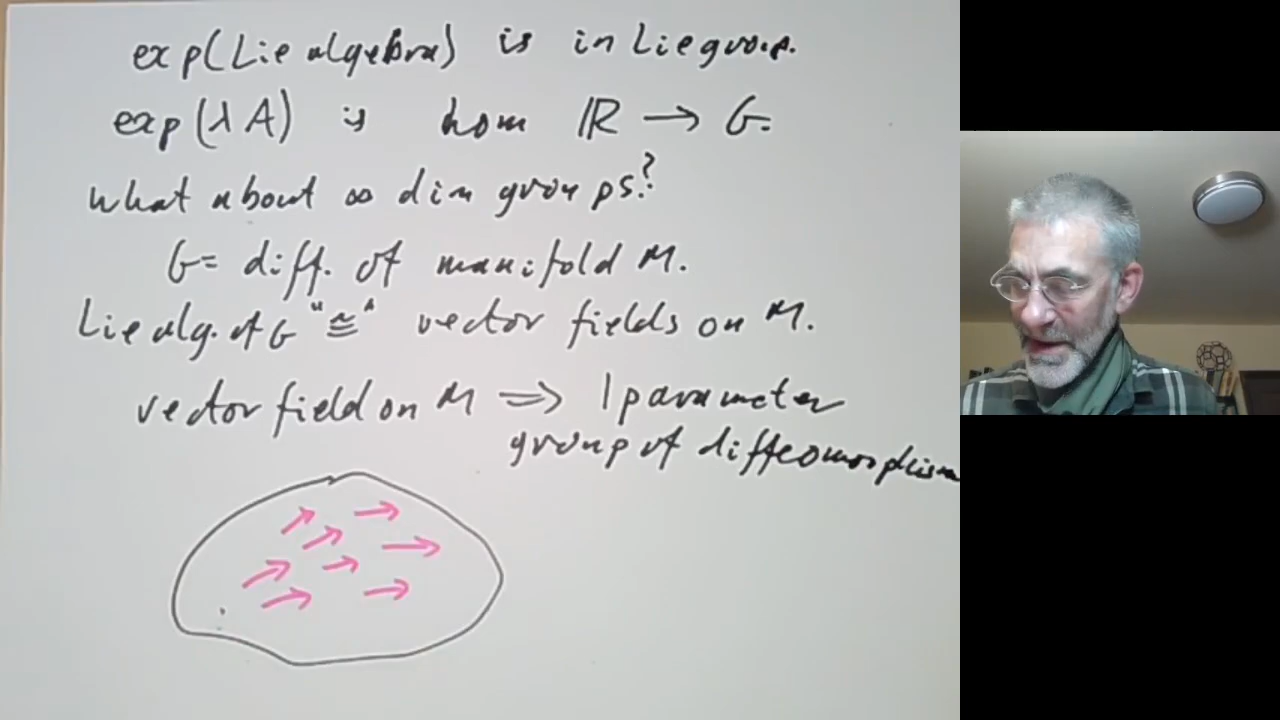 exp(Lie algebra) is in Lie group.
exp(λA) is hom ℝ → G.
What about ∞ dim groups?
G = diff. of manifold M.
Lie alg. of G "≅" vector fields on M.
vector field on M ⇒ 1 parameter
group of diffeomorphism